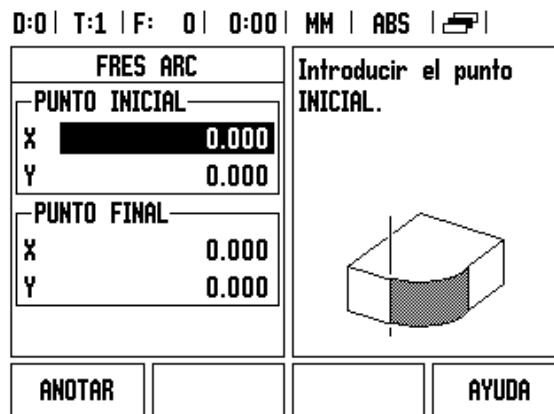 D:0 | T:1 | F: 0 | 0:00 | MM | ABS |
FRES ARC
PUNTO INICIAL
X 0.000
Y 0.000
PUNTO FINAL
X 0.000
Y 0.000
Introducir el punto
INICIAL.
ANOTAR
AYUDA